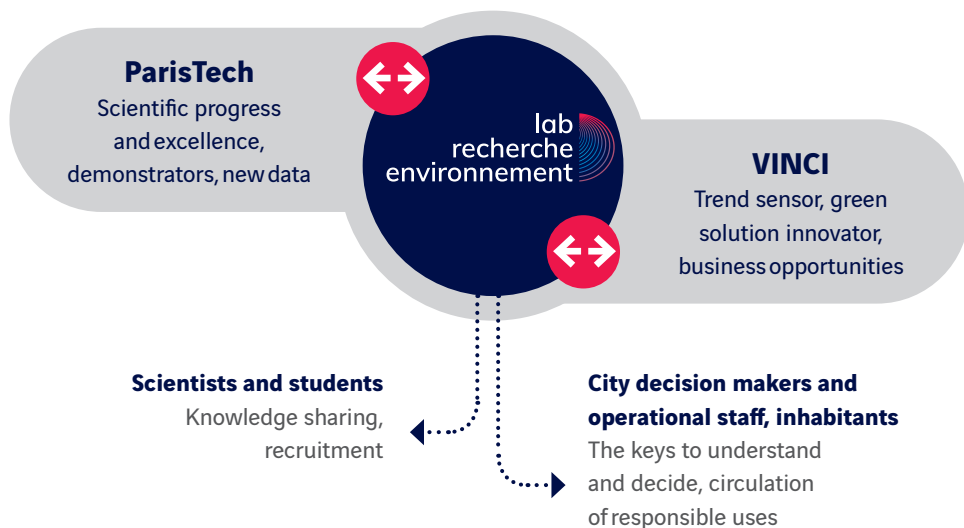 ParisTech
Scientific progress
and excellence,
demonstrators, new data
lab
recherche
environnement
VINCI
Trend sensor, green
solution innovator,
business opportunities
Scientists and students
Knowledge sharing,
recruitment
City decision makers and
operational staff, inhabitants
The keys to understand
and decide, circulation
of responsible uses